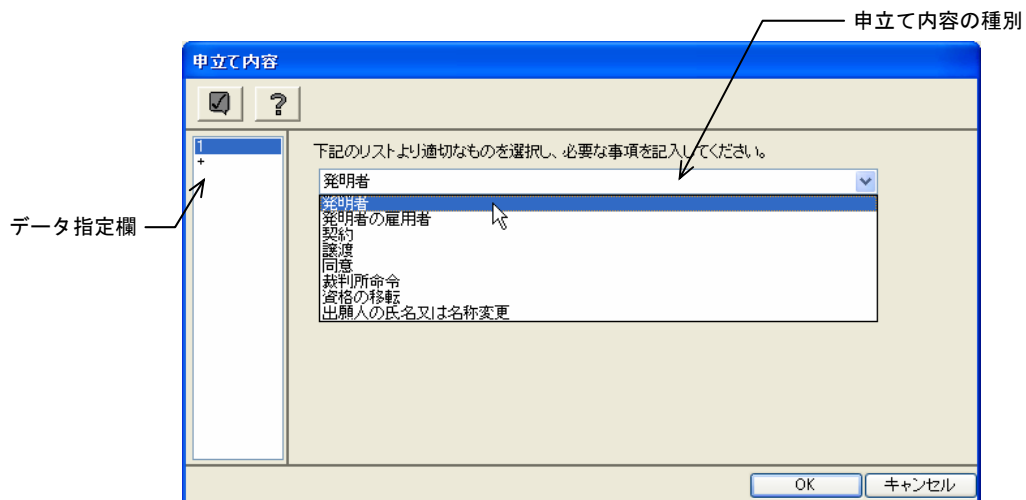 申立て内容の種別
申立て内容
?
1
+
下記のリストより適切なものを選択し、必要な事項を記入してください。
発明者
発明者
発明者の雇用者
契約
譲渡
同意
裁判所命令
資格の移転
出願人の氏名又は名称変更
データ指定欄
OK
キャンセル